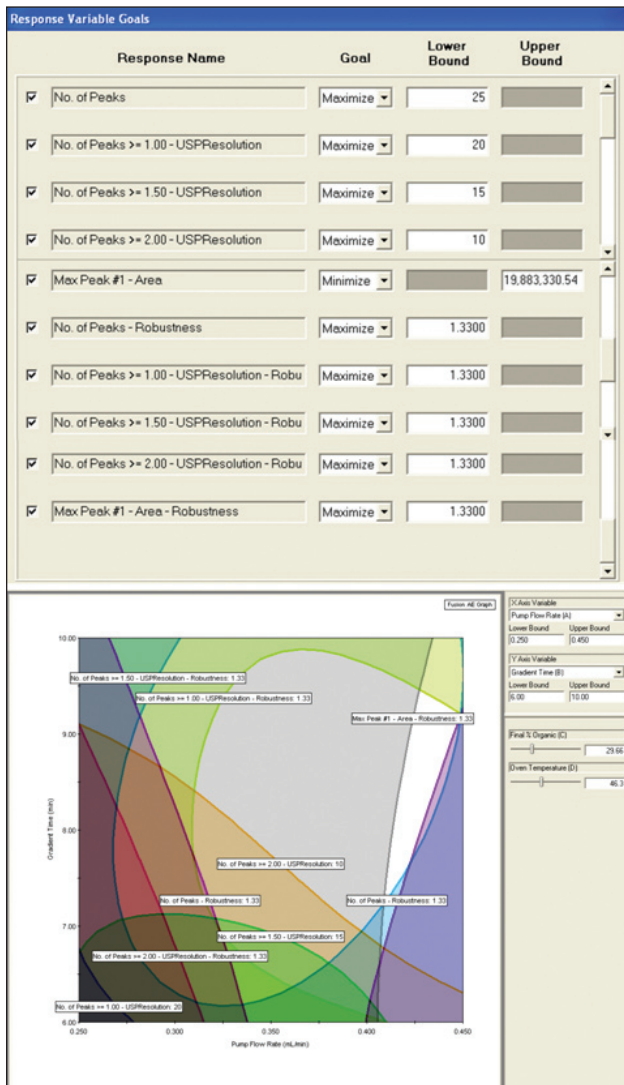 Response Variable Goals
Response Name Goal Lower Bound Upper Bound
No. of Peaks Maximize 25
No. of Peaks >= 1.00 - USPResolution Maximize 20
No. of Peaks >= 1.50 - USPResolution Maximize 15
No. of Peaks >= 2.00 - USPResolution Maximize 10
Max Peak #1 - Area Minimize 19,883,330.54
No. of Peaks - Robustness Maximize 1.3300
No. of Peaks >= 1.00 - USPResolution - Robu Maximize 1.3300
No. of Peaks >= 1.50 - USPResolution - Robu Maximize 1.3300
No. of Peaks >= 2.00 - USPResolution - Robu Maximize 1.3300
Max Peak #1 - Area - Robustness Maximize 1.3300
Fusion AE Graph
10.00
No. of Peaks >= 1.50 - USPResolution - Robustness: 1.33
No. of Peaks >= 1.00 - USPResolution - Robustness: 1.33
Max Peak #1 - Area - Robustness: 1.33
9.00
Gradient Time (min)
8.00
No. of Peaks >= 2.00 - USPResolution: 10
No. of Peaks - Robustness: 1.33
No. of Peaks - Robustness: 1.33
7.00
No. of Peaks >= 1.50 - USPResolution: 15
No. of Peaks >= 2.00 - USPResolution - Robustness: 1.33
No. of Peaks >= 1.00 - USPResolution: 20
6.00
0.250 0.300 0.350 0.400 0.450
Pump Flow Rate (mL/min)
X Axis Variable
Pump Flow Rate (A)
Lower Bound Upper Bound
0.250 0.450
Y Axis Variable
Gradient Time (B)
Lower Bound Upper Bound
6.00 10.00
Final % Organic (C)
29.66
Oven Temperature (D)
46.3